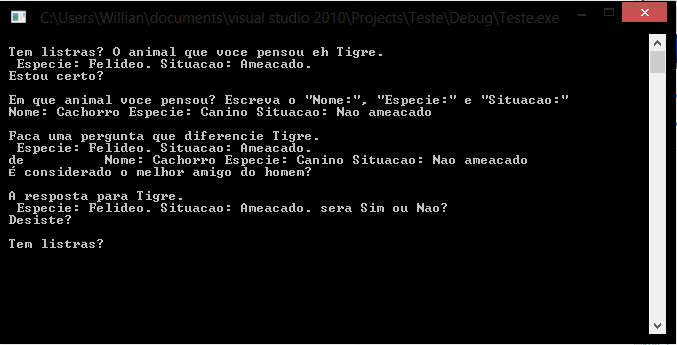 C:\Users\Willian\documents\visual studio 2010\Projects\Teste\Debug\Teste.exe
Tem listras? O animal que voce pensou eh Tigre.
Especie: Felideo. Situacao: Ameacado.
Estou certo?
Em que animal voce pensou? Escreva o "Nome:", "Especie:" e "Situacao:"
Nome: Cachorro Especie: Canino Situacao: Nao ameacado
Faca uma pergunta que diferencie Tigre.
Especie: Felideo. Situacao: Ameacado.
de Nome: Cachorro Especie: Canino Situacao: Nao ameacado
É considerado o melhor amigo do homem?
A resposta para Tigre.
Especie: Felideo. Situacao: Ameacado. sera Sim ou Nao?
Desiste?
Tem listras?